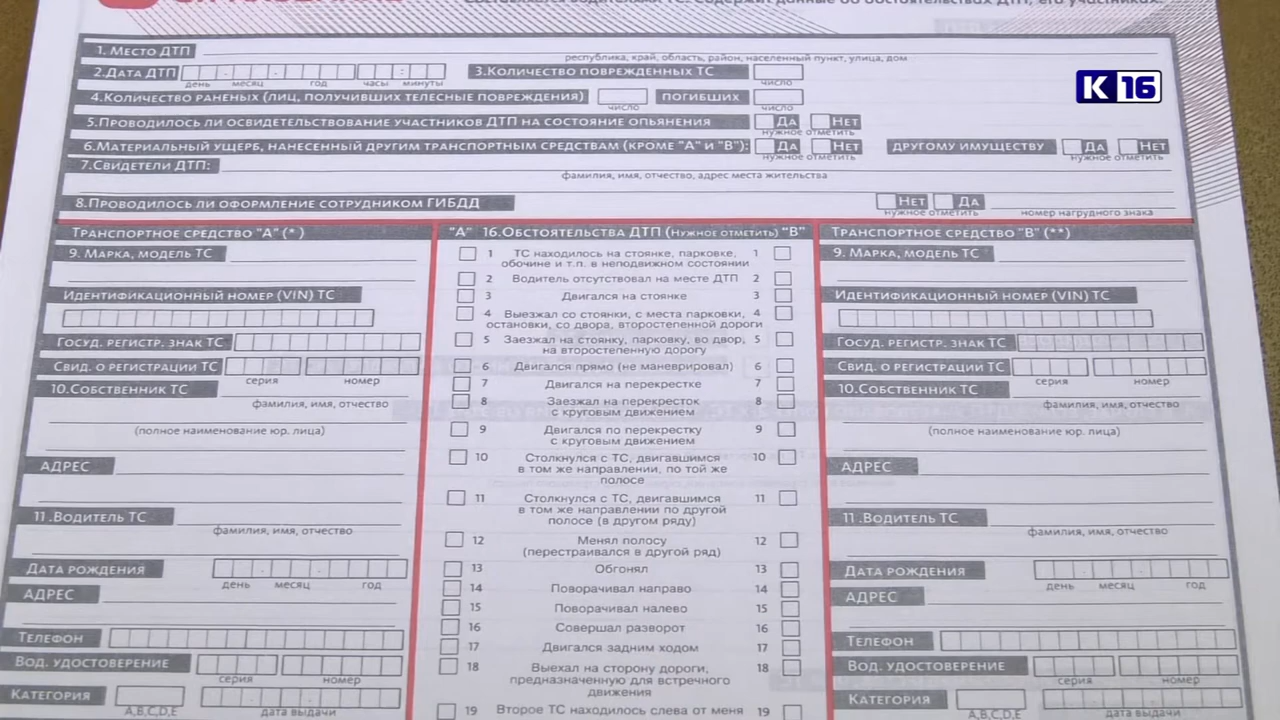 Составляется водителями ТС. Содержит данные об обстоятельствах ДТП, его участниках.
K 16
1. Место ДТП
республика, край, область, район, населенный пункт, улица, дом
2. Дата ДТП
день месяц год часы минуты
3. Количество поврежденных ТС
число
4. Количество раненых (лиц, получивших телесные повреждения)
число
погибших
число
5. Проводилось ли освидетельствование участников ДТП на состояние опьянения
Да Нет
нужное отметить
6. Материальный ущерб, нанесенный другим транспортным средствам (кроме "А" и "В"):
Да Нет
нужное отметить
другому имуществу
Да Нет
нужное отметить
7. Свидетели ДТП:
фамилия, имя, отчество, адрес места жительства
8. Проводилось ли оформление сотрудником ГИБДД
Нет Да
нужное отметить
номер нагрудного знака
Транспортное средство "А" (*)
9. Марка, модель ТС
Идентификационный номер (VIN) ТС
Госуд. регистр. знак ТС
Свид. о регистрации ТС
серия номер
10. Собственник ТС
фамилия, имя, отчество
(полное наименование юр. лица)
Адрес
11. Водитель ТС
фамилия, имя, отчество
Дата рождения
день месяц год
Адрес
Телефон
Вод. удостоверение
серия номер
Категория
A,B,C,D,E дата выдачи
"А" 16. Обстоятельства ДТП (нужное отметить) "В"
1 ТС находилось на стоянке, парковке, 1
обочине и т.п. в неподвижном состоянии
2 Водитель отсутствовал на месте ДТП 2
3 Двигался на стоянке 3
4 Выезжал со стоянки, с места парковки, 4
остановки, со двора, второстепенной дороги
5 Заезжал на стоянку, парковку, во двор, 5
на второстепенную дорогу
6 Двигался прямо (не маневрировал) 6
7 Двигался на перекрестке 7
8 Заезжал на перекресток 8
с круговым движением
9 Двигался по перекрестку 9
с круговым движением
10 Столкнулся с ТС, двигавшимся 10
в том же направлении, по той же
полосе
11 Столкнулся с ТС, двигавшимся 11
в том же направлении по другой
полосе (в другом ряду)
12 Менял полосу 12
(перестраивался в другой ряд)
13 Обгонял 13
14 Поворачивал направо 14
15 Поворачивал налево 15
16 Совершал разворот 16
17 Двигался задним ходом 17
18 Выехал на сторону дороги, 18
предназначенную для встречного
движения
19 Второе ТС находилось слева от меня 19
Транспортное средство "В" (**)
9. Марка, модель ТС
Идентификационный номер (VIN) ТС
Госуд. регистр. знак ТС
Свид. о регистрации ТС
серия номер
10. Собственник ТС
фамилия, имя, отчество
(полное наименование юр. лица)
Адрес
11. Водитель ТС
фамилия, имя, отчество
Дата рождения
день месяц год
Адрес
Телефон
Вод. удостоверение
серия номер
Категория
A,B,C,D,E дата выдачи